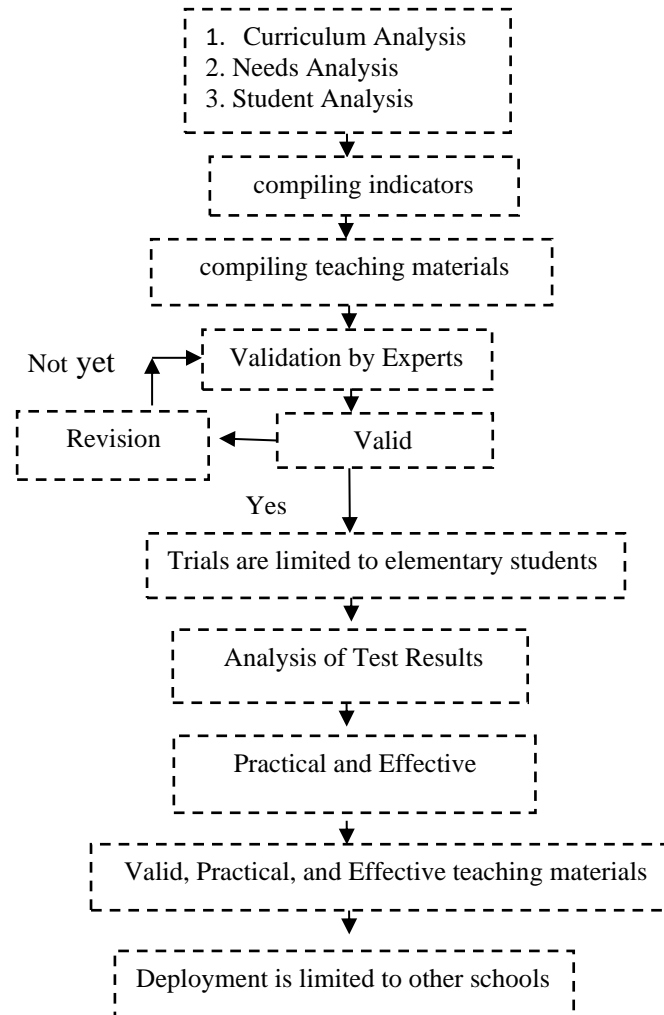 1. Curriculum Analysis
2. Needs Analysis
3. Student Analysis
compiling indicators
compiling teaching materials
Validation by Experts
Not yet
Revision
Valid
Yes
Trials are limited to elementary students
Analysis of Test Results
Practical and Effective
Valid, Practical, and Effective teaching materials
Deployment is limited to other schools